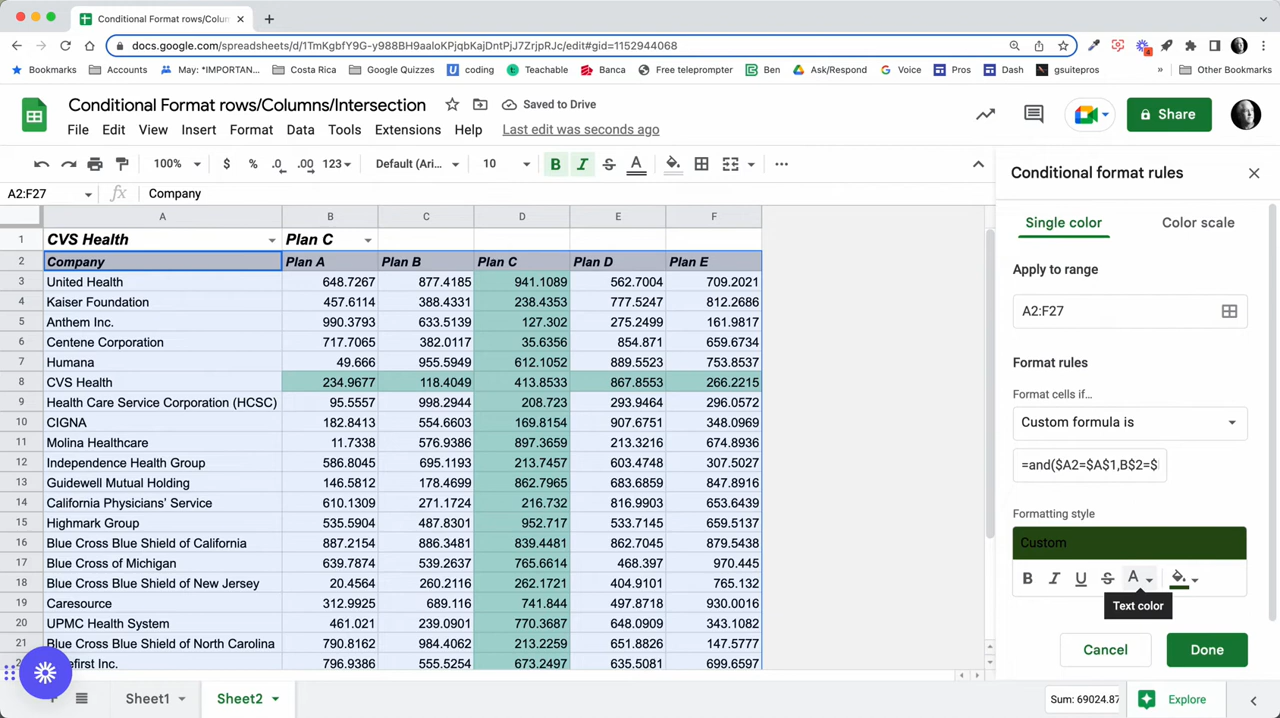 Conditional Format rows/Colun
docs.google.com/spreadsheets/d/1TmKgbfY9G-y988BH9aaloKPjqbKajDntPjJ7ZrjpRJc/edit#gid=1152944068
4
Bookmarks Accounts May: *IMPORTAN... Costa Rica Google Quizzes coding Teachable Banca Free teleprompter Ben Ask/Respond Voice Pros Dash gsuitepros » Other Bookmarks
Conditional Format rows/Columns/Intersection Saved to Drive
File Edit View Insert Format Data Tools Extensions Help Last edit was seconds ago
Share
100% $ % .0 .00 123 Default (Ari... 10 B I S A
A2:F27 fx Company
A B C D E F
1 CVS Health Plan C
2 Company Plan A Plan B Plan C Plan D Plan E
3 United Health 648.7267 877.4185 941.1089 562.7004 709.2021
4 Kaiser Foundation 457.6114 388.4331 238.4353 777.5247 812.2686
5 Anthem Inc. 990.3793 633.5139 127.302 275.2499 161.9817
6 Centene Corporation 717.7065 382.0117 35.6356 854.871 659.6734
7 Humana 49.666 955.5949 612.1052 889.5523 753.8537
8 CVS Health 234.9677 118.4049 413.8533 867.8553 266.2215
9 Health Care Service Corporation (HCSC) 95.5557 998.2944 208.723 293.9464 296.0572
10 CIGNA 182.8413 554.6603 169.8154 907.6751 348.0969
11 Molina Healthcare 11.7338 576.9386 897.3659 213.3216 674.8936
12 Independence Health Group 586.8045 695.1193 213.7457 603.4748 307.5027
13 Guidewell Mutual Holding 146.5812 178.4699 862.7965 683.6589 847.8916
14 California Physicians' Service 610.1309 271.1724 216.732 816.9903 653.6439
15 Highmark Group 535.5904 487.8301 952.717 533.7145 659.5137
16 Blue Cross Blue Shield of California 887.2154 886.3481 839.4481 862.7045 879.5438
17 Blue Cross of Michigan 639.7874 539.2637 765.6614 468.397 970.445
18 Blue Cross Blue Shield of New Jersey 20.4564 260.2116 262.1721 404.9101 765.132
19 Caresource 312.9925 689.116 741.844 497.8718 930.0016
20 UPMC Health System 461.021 239.0901 770.3687 648.0909 343.1082
21 Blue Cross Blue Shield of North Carolina 790.8162 984.4062 213.2259 651.8826 147.5777
efirst Inc. 796.9386 555.5254 673.2497 635.5081 699.6597
Sheet1 Sheet2 Sum: 69024.87 Explore
Conditional format rules
Single color Color scale
Apply to range
A2:F27
Format rules
Format cells if…
Custom formula is
=and($A2=$A$1,B$2=$
Formatting style
Custom
B I U S A
Text color
Cancel Done